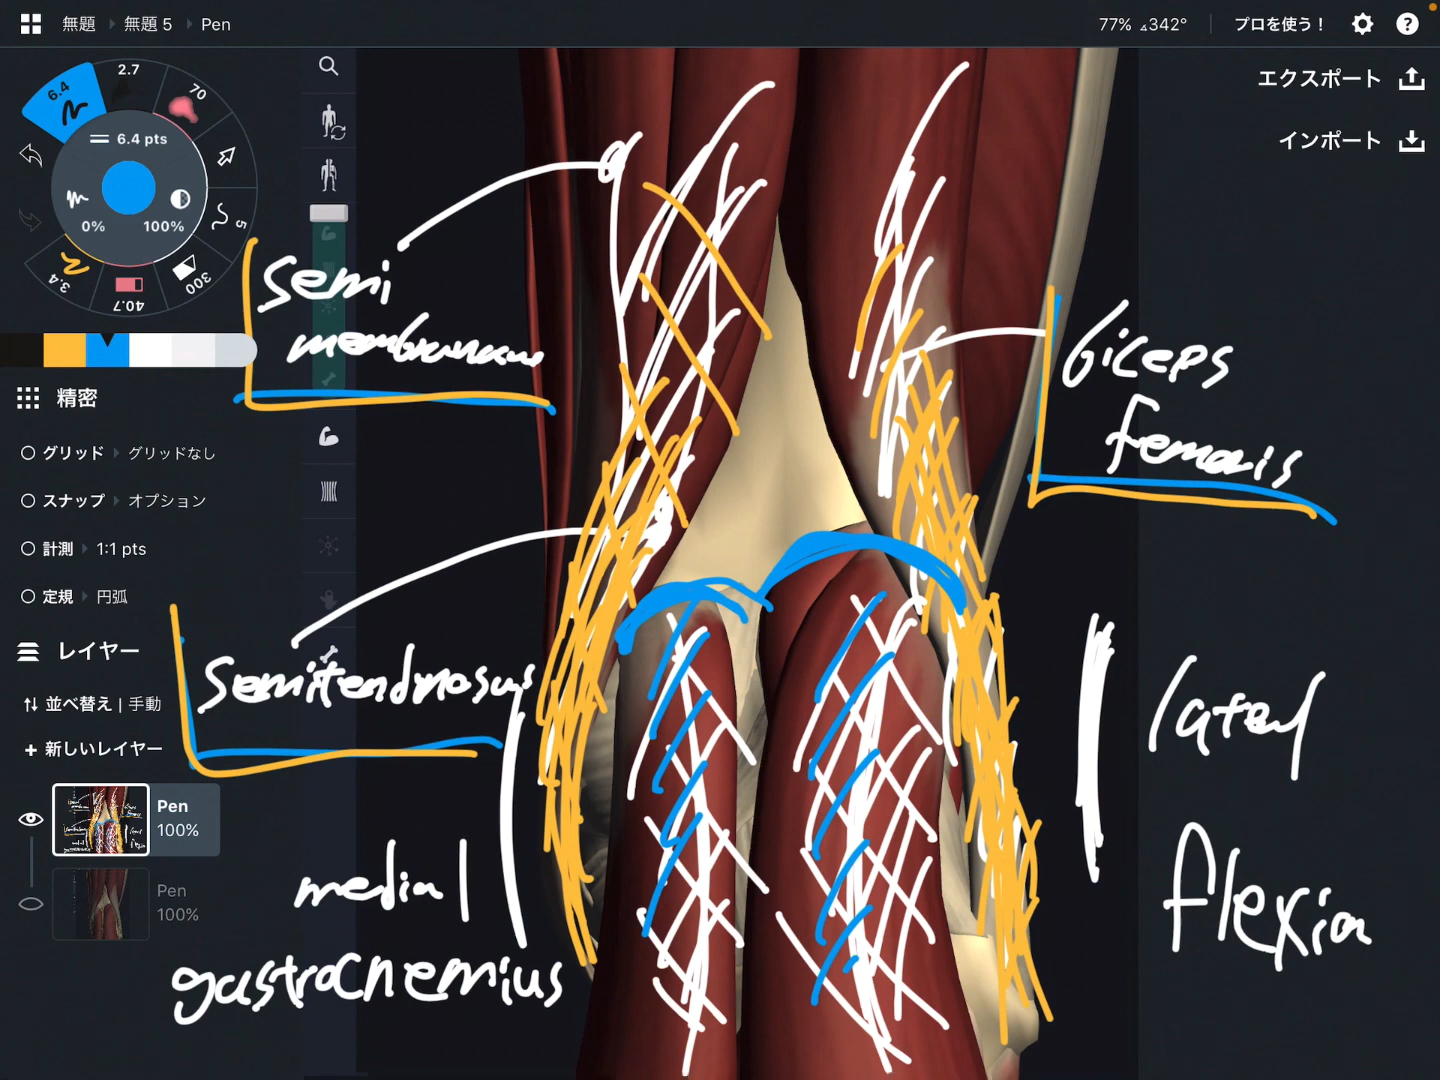 無題 無題 5 Pen
77% ⊿342° プロを使う！
エクスポート
インポート
2.7
6.4
70
6.4 pts
0% 100%
5
3.4
40.7
300
精密
グリッド グリッドなし
スナップ オプション
計測 1:1 pts
定規 円弧
レイヤー
並べ替え | 手動
新しいレイヤー
Pen
100%
Pen
100%
semi
membranous
biceps
femoris
Semitendinosus
medial
gastrocnemius
lateral
flexion